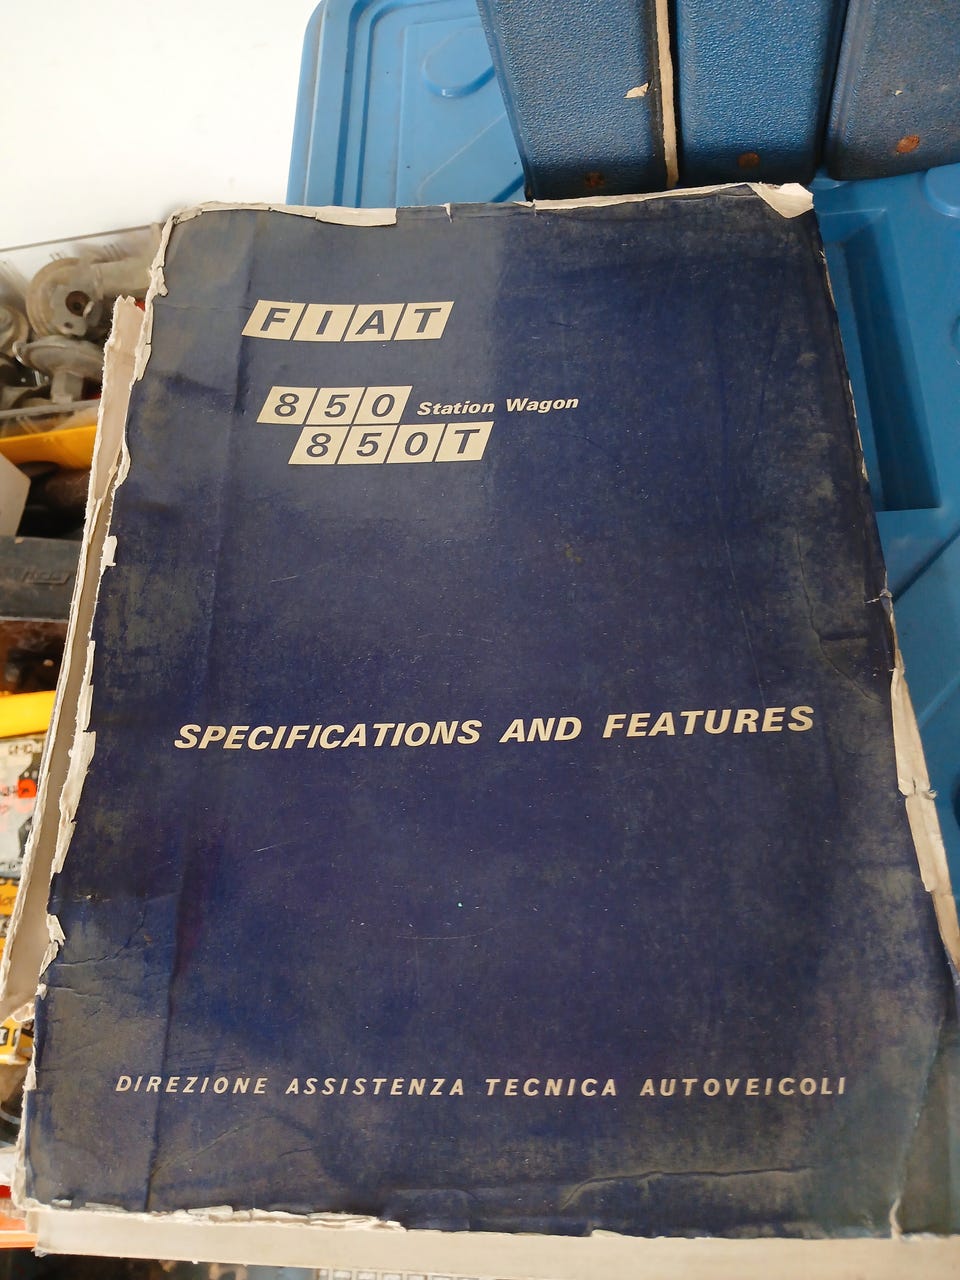 FIAT
850 Station Wagon
850T
SPECIFICATIONS AND FEATURES
DIREZIONE ASSISTENZA TECNICA AUTOVEICOLI